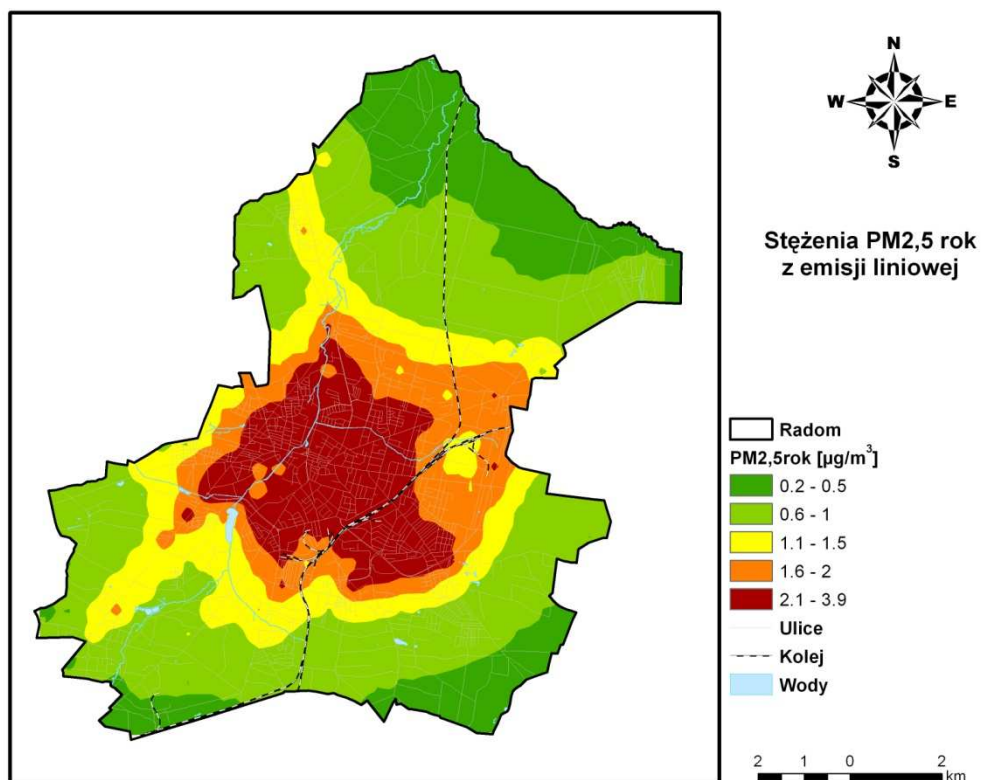 N
W E
S
Stężenia PM2,5 rok
z emisji liniowej
Radom
PM2,5rok [µg/m³]
0.2 - 0.5
0.6 - 1
1.1 - 1.5
1.6 - 2
2.1 - 3.9
Ulice
Kolej
Wody
2 1 0 2
km